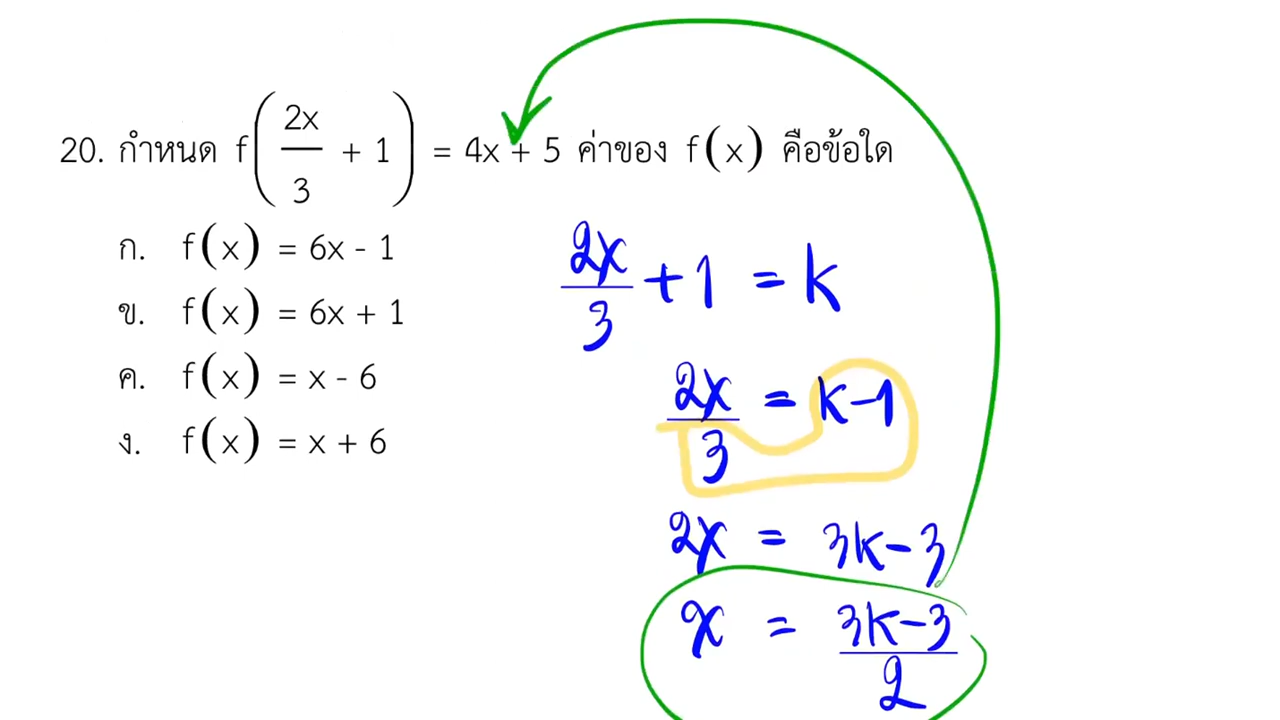 20. กำหนด f(2x/3 + 1) = 4x + 5 ค่าของ f(x) คือข้อใด
ก. f(x) = 6x - 1
ข. f(x) = 6x + 1
ค. f(x) = x - 6
ง. f(x) = x + 6
2x/3 + 1 = k
2x/3 = k - 1
2x = 3k - 3
x = 3k - 3/2